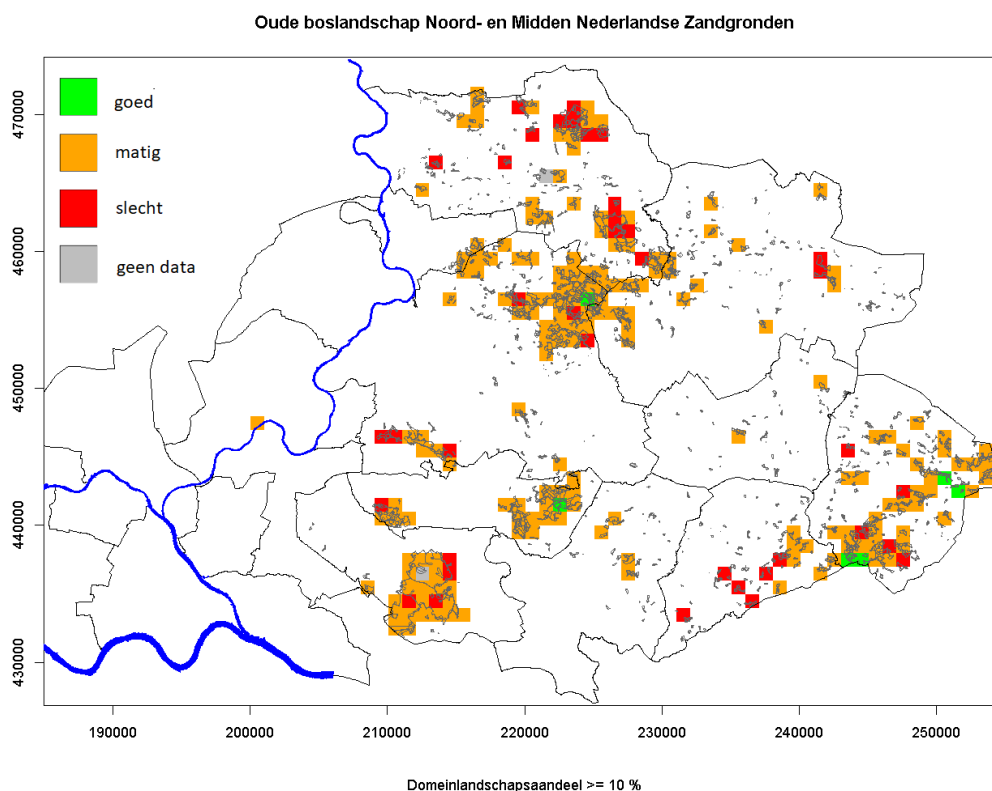 Oude boslandschap Noord- en Midden Nederlandse Zandgronden
goed
matig
slecht
geen data
470000
460000
450000
440000
430000
190000 200000 210000 220000 230000 240000 250000
Domeinlandschapsaandeel >= 10 %